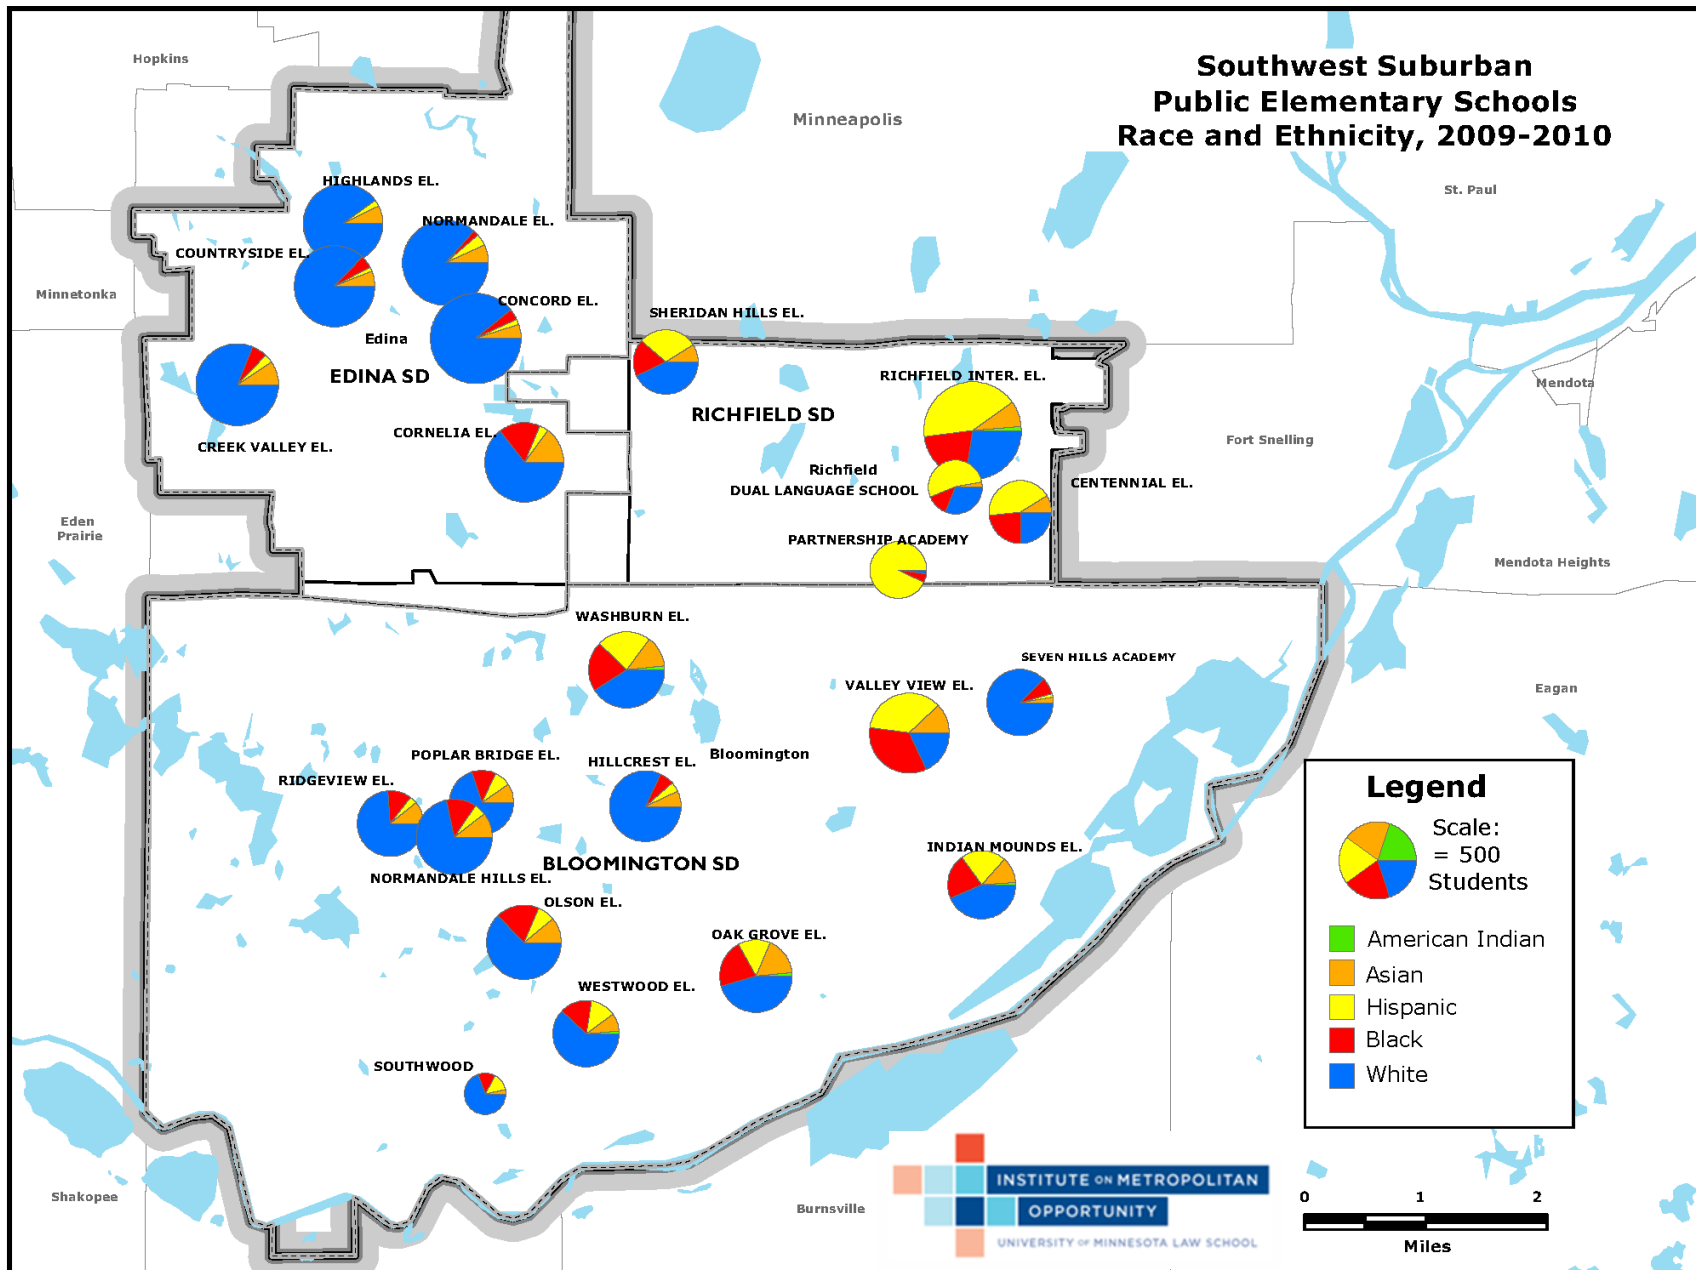 Southwest Suburban
Public Elementary Schools
Race and Ethnicity, 2009-2010
Hopkins
Minneapolis
St. Paul
HIGHLANDS EL.
NORMANDALE EL.
COUNTRYSIDE EL.
Minnetonka
CONCORD EL.
SHERIDAN HILLS EL.
Edina
EDINA SD
RICHFIELD INTER. EL.
Mendota
RICHFIELD SD
CORNELIA EL.
CREEK VALLEY EL.
Fort Snelling
Richfield
DUAL LANGUAGE SCHOOL
CENTENNIAL EL.
Eden
Prairie
PARTNERSHIP ACADEMY
Mendota Heights
WASHBURN EL.
SEVEN HILLS ACADEMY
VALLEY VIEW EL.
Eagan
POPLAR BRIDGE EL.
HILLCREST EL.
Bloomington
RIDGEVIEW EL.
INDIAN MOUNDS EL.
BLOOMINGTON SD
NORMANDALE HILLS EL.
OLSON EL.
OAK GROVE EL.
WESTWOOD EL.
SOUTHWOOD
Legend
Scale:
= 500
Students
American Indian
Asian
Hispanic
Black
White
Shakopee
Burnsville
INSTITUTE ON METROPOLITAN
OPPORTUNITY
UNIVERSITY OF MINNESOTA LAW SCHOOL
0 1 2
Miles